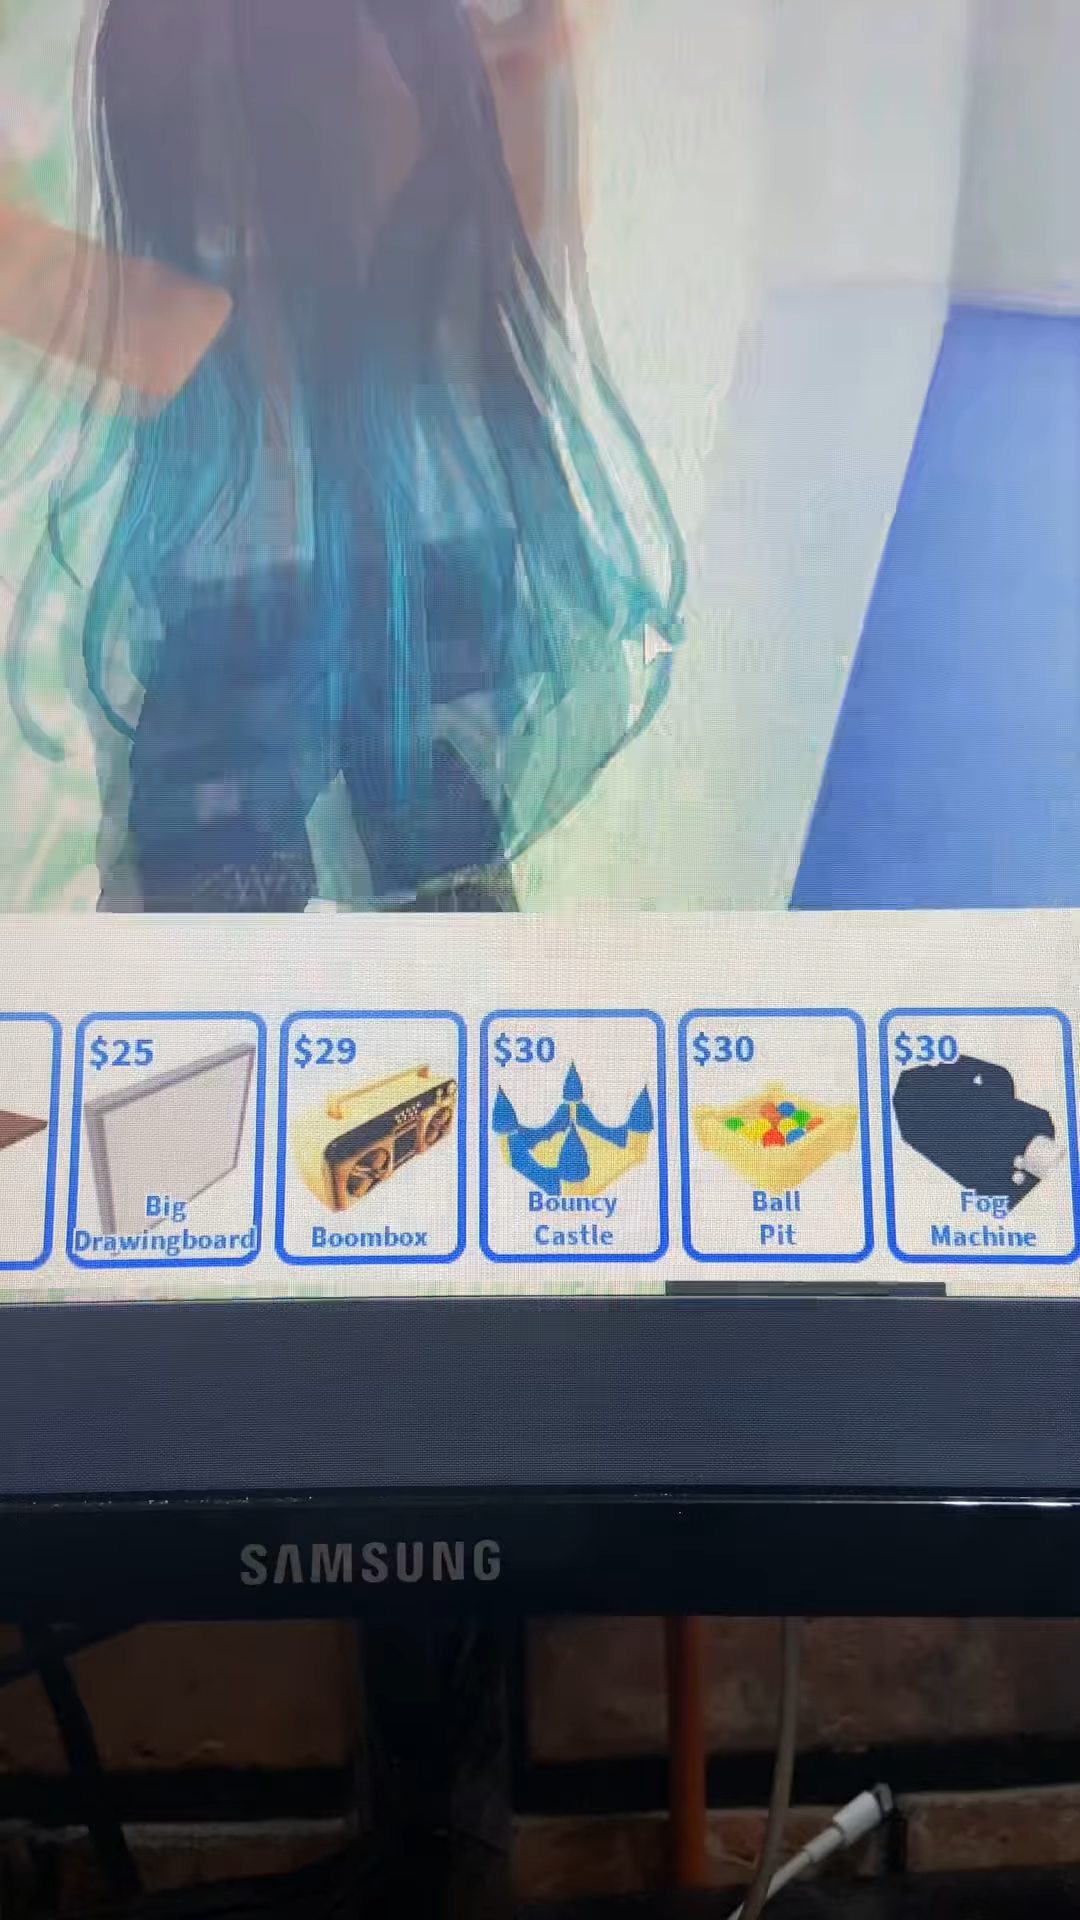 $25
Big
Drawingboard
$29
Boombox
$30
Bouncy
Castle
$30
Ball
Pit
$30
Fog
Machine
SAMSUNG